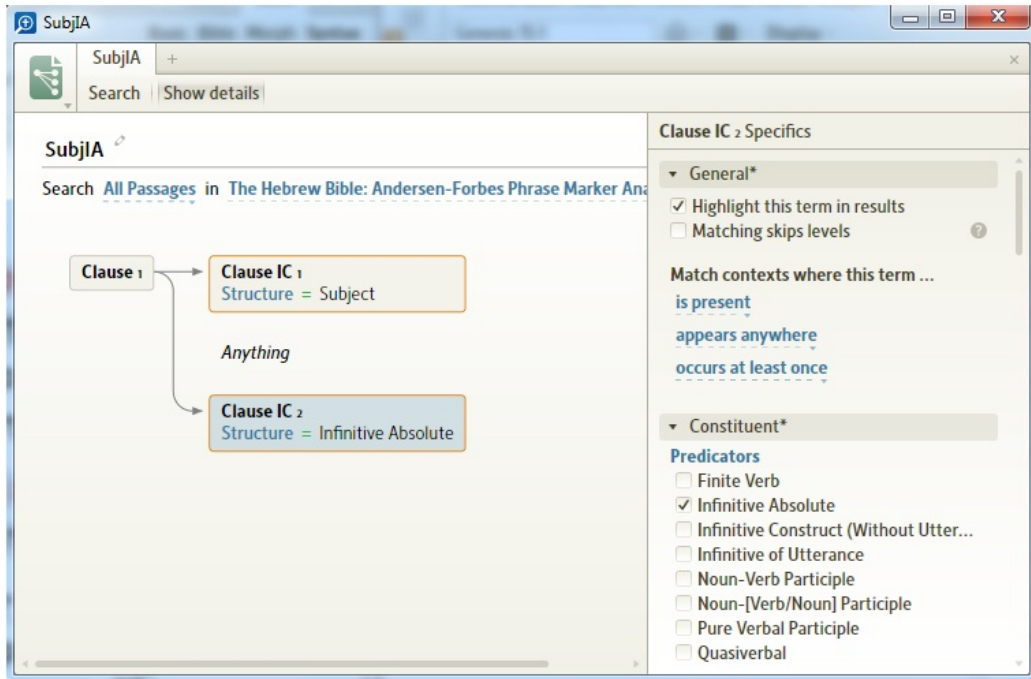 SubjIA
SubjIA +
Search Show details
SubjIA
Search All Passages in The Hebrew Bible: Andersen-Forbes Phrase Marker Ana
Clause 1
Clause IC 1
Structure = Subject
Anything
Clause IC 2
Structure = Infinitive Absolute
Clause IC 2 Specifics
General*
Highlight this term in results
Matching skips levels
Match contexts where this term ...
is present
appears anywhere
occurs at least once
Constituent*
Predicators
Finite Verb
Infinitive Absolute
Infinitive Construct (Without Utter...
Infinitive of Utterance
Noun-Verb Participle
Noun-[Verb/Noun] Participle
Pure Verbal Participle
Quasiverbal